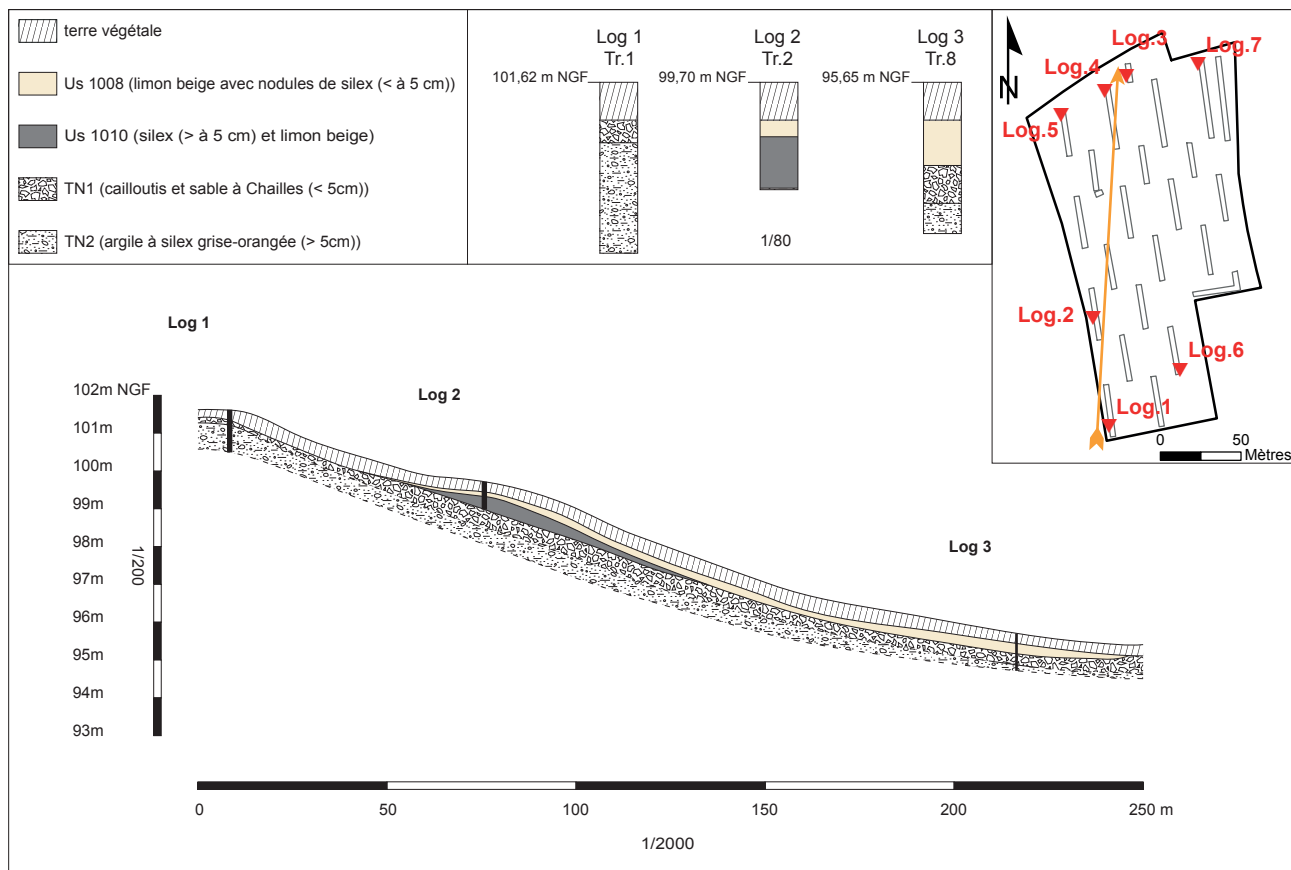 terre végétale
Us 1008 (limon beige avec nodules de silex (< à 5 cm))
Us 1010 (silex (> à 5 cm) et limon beige)
TN1 (cailloutis et sable à Chailles (< 5cm))
TN2 (argile à silex grise-orangée (> 5cm))
Log 1
Tr.1
101,62 m NGF
Log 2
Tr.2
99,70 m NGF
Log 3
Tr.8
95,65 m NGF
1/80
N
Log.3
Log.7
Log.4
Log.5
Log.2
Log.6
Log.1
0 50
Mètres
Log 1
Log 2
Log 3
102m NGF
101m
100m
99m
98m
97m
96m
95m
94m
93m
1/200
0 50 100 150 200 250 m
1/2000